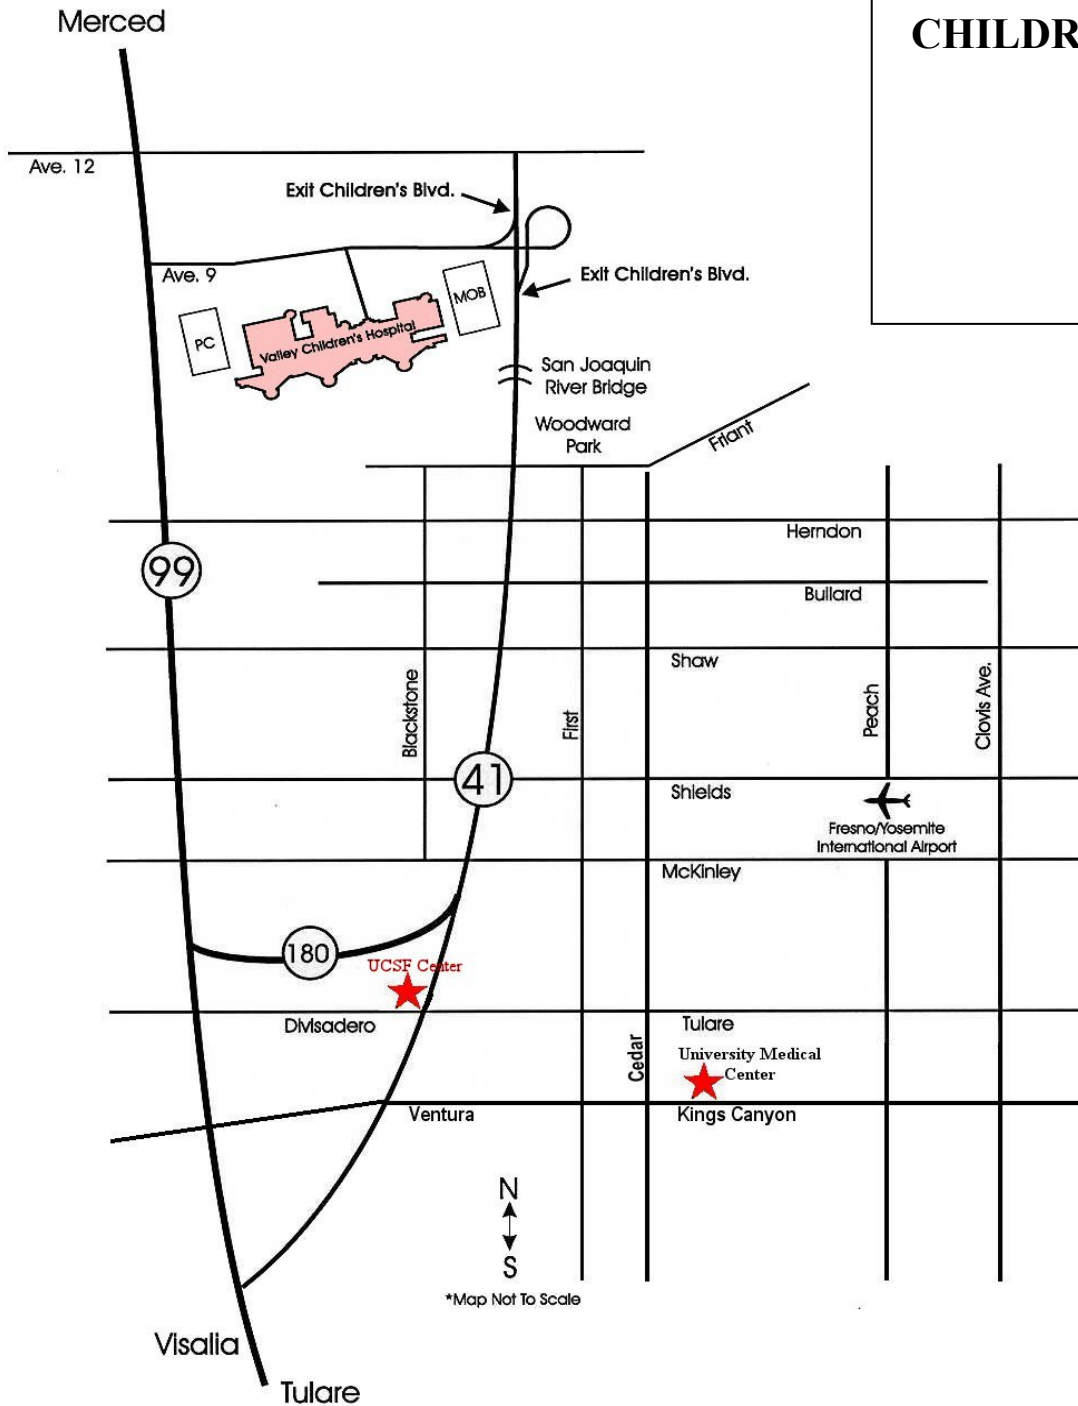 Merced
CHILDR
Ave. 12
Exit Children's Blvd.
Ave. 9
Exit Children's Blvd.
MOB
PC
Valley Children's Hospital
San Joaquin
River Bridge
Woodward
Park
Friant
Herndon
99
Bullard
Shaw
Blackstone
First
Peach
Clovis Ave.
41
Shields
Fresno/Yosemite
International Airport
McKinley
180
UCSF Center
Divisadero
Tulare
Cedar
University Medical
Center
Ventura
Kings Canyon
N
S
*Map Not To Scale
Visalia
Tulare